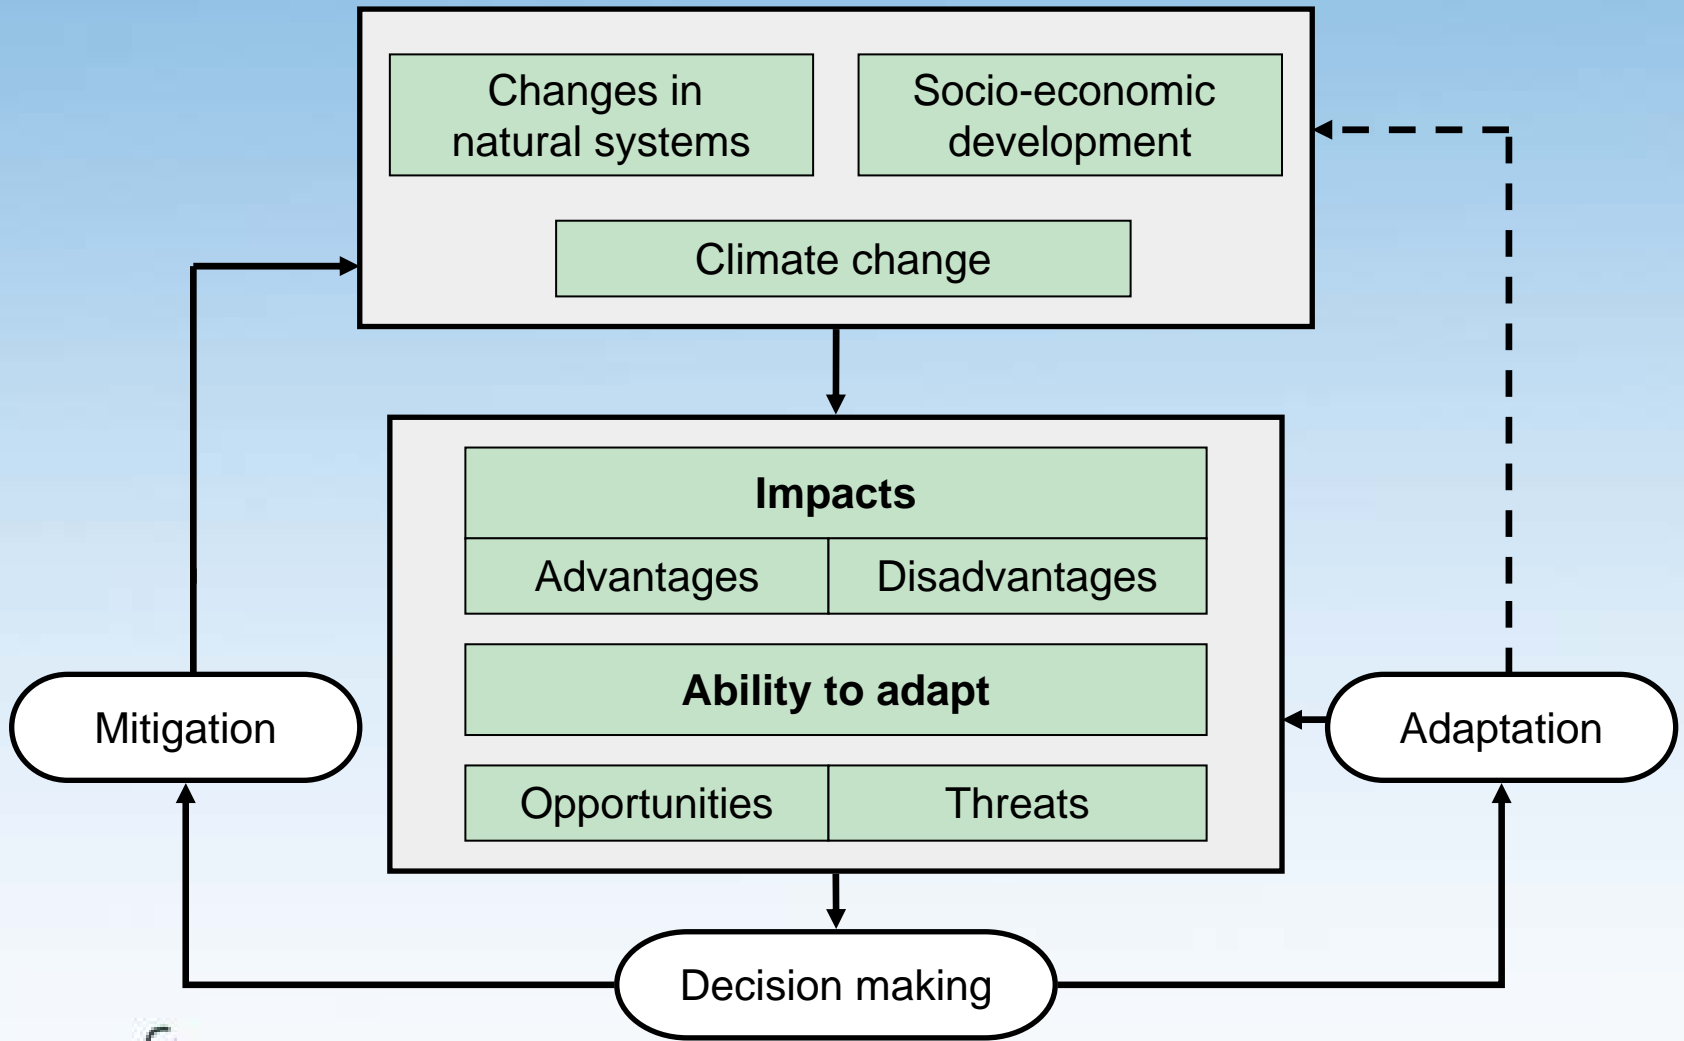 Changes in
natural systems
Socio-economic
development
Climate change
Impacts
Advantages
Disadvantages
Ability to adapt
Mitigation
Adaptation
Opportunities
Threats
Decision making